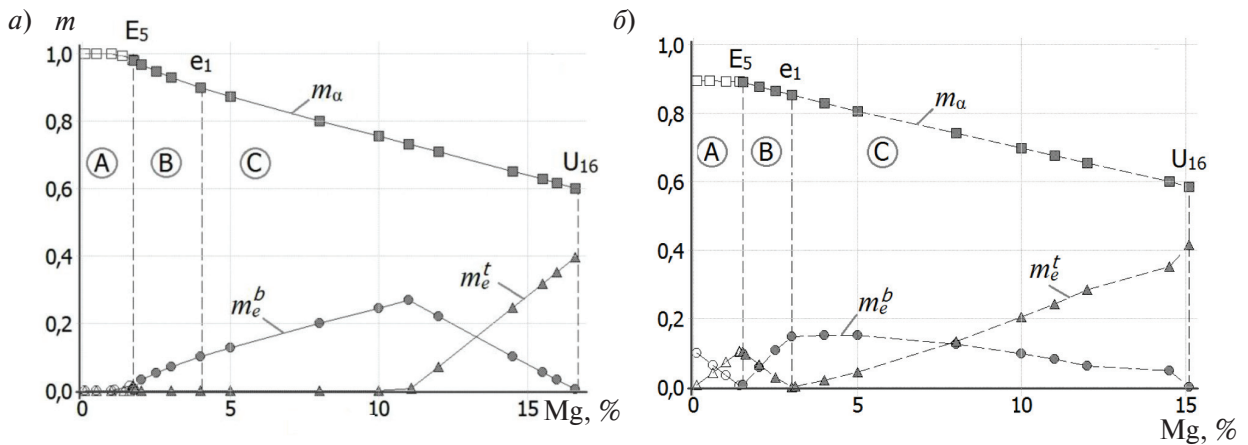 а) m
E5
1,0
e1
mα
0,8
A B C
U16
0,6
0,4
m_e^t
0,2
m_e^b
0,0
5 10 15 Mg, %
б)
1,0
E5
e1
mα
0,8
A B C
U16
0,6
0,4
m_e^t
m_e^b
0,2
0,0
0 5 10 15
Mg, %